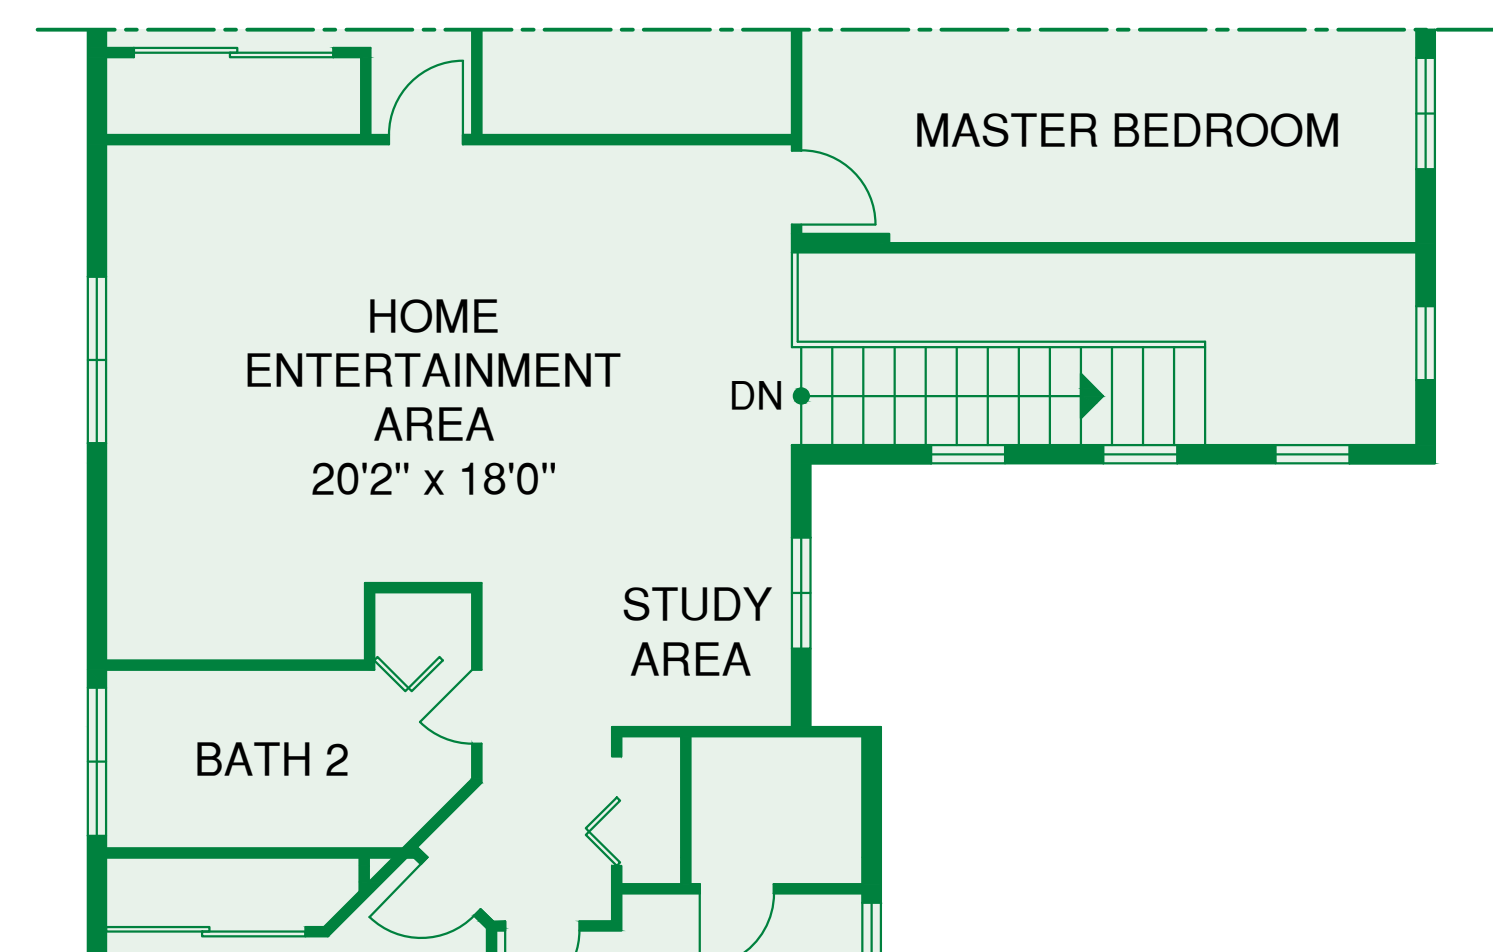 MASTER BEDROOM
HOME
ENTERTAINMENT
AREA
20'2" x 18'0"
DN
STUDY
AREA
BATH 2